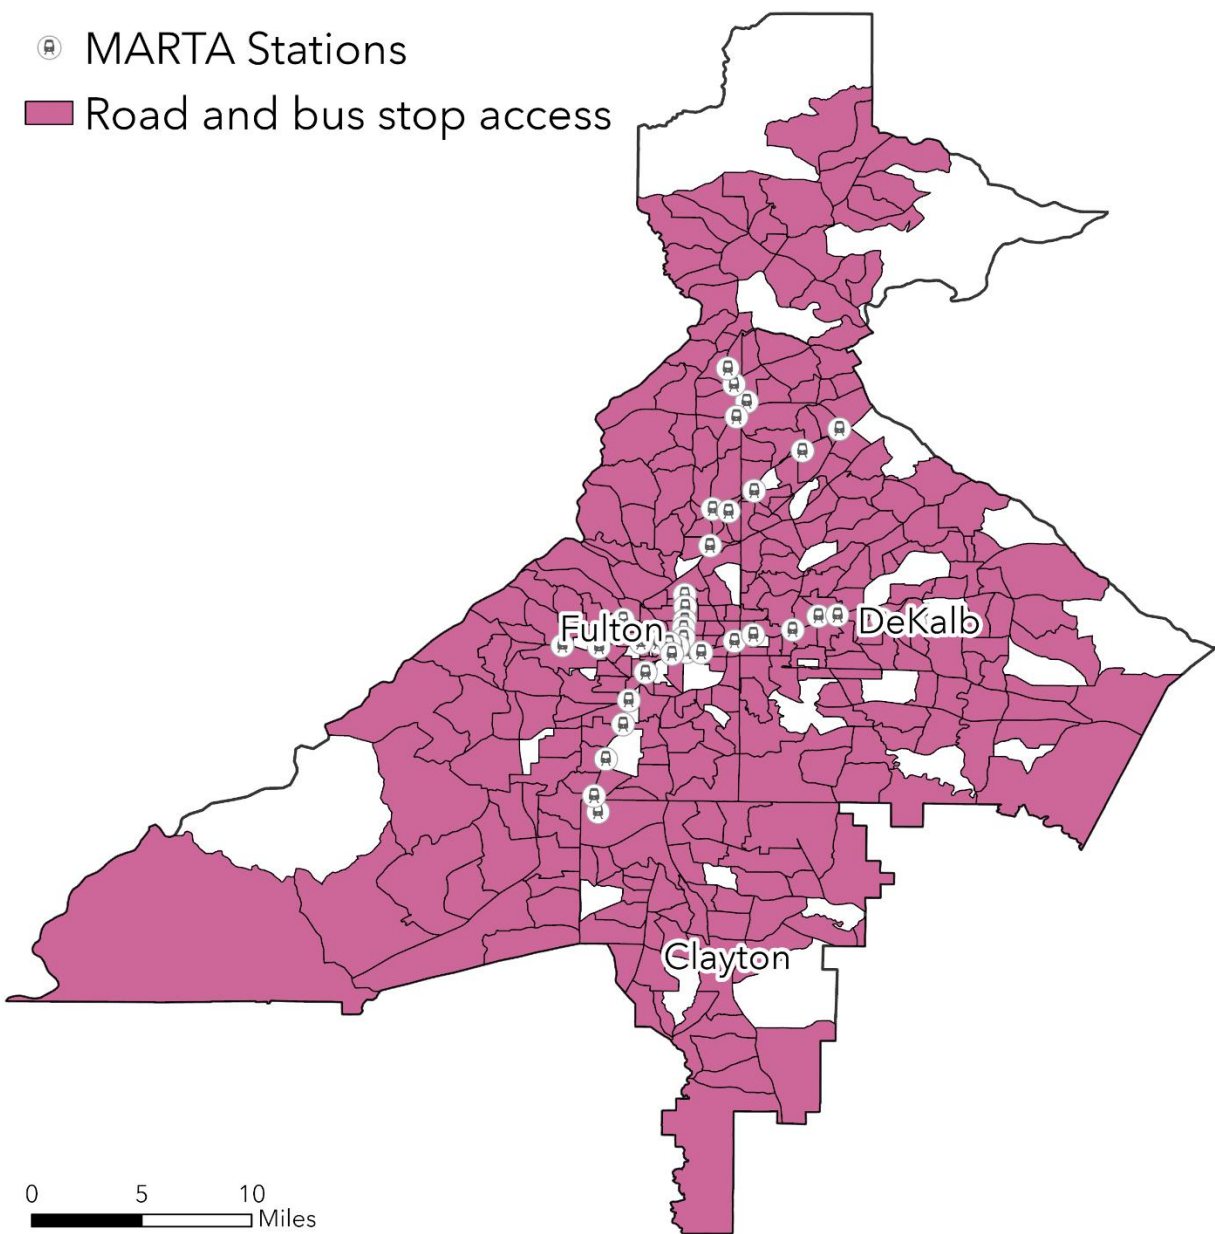 MARTA Stations
Road and bus stop access
Fulton
DeKalb
Clayton
0 5 10
Miles